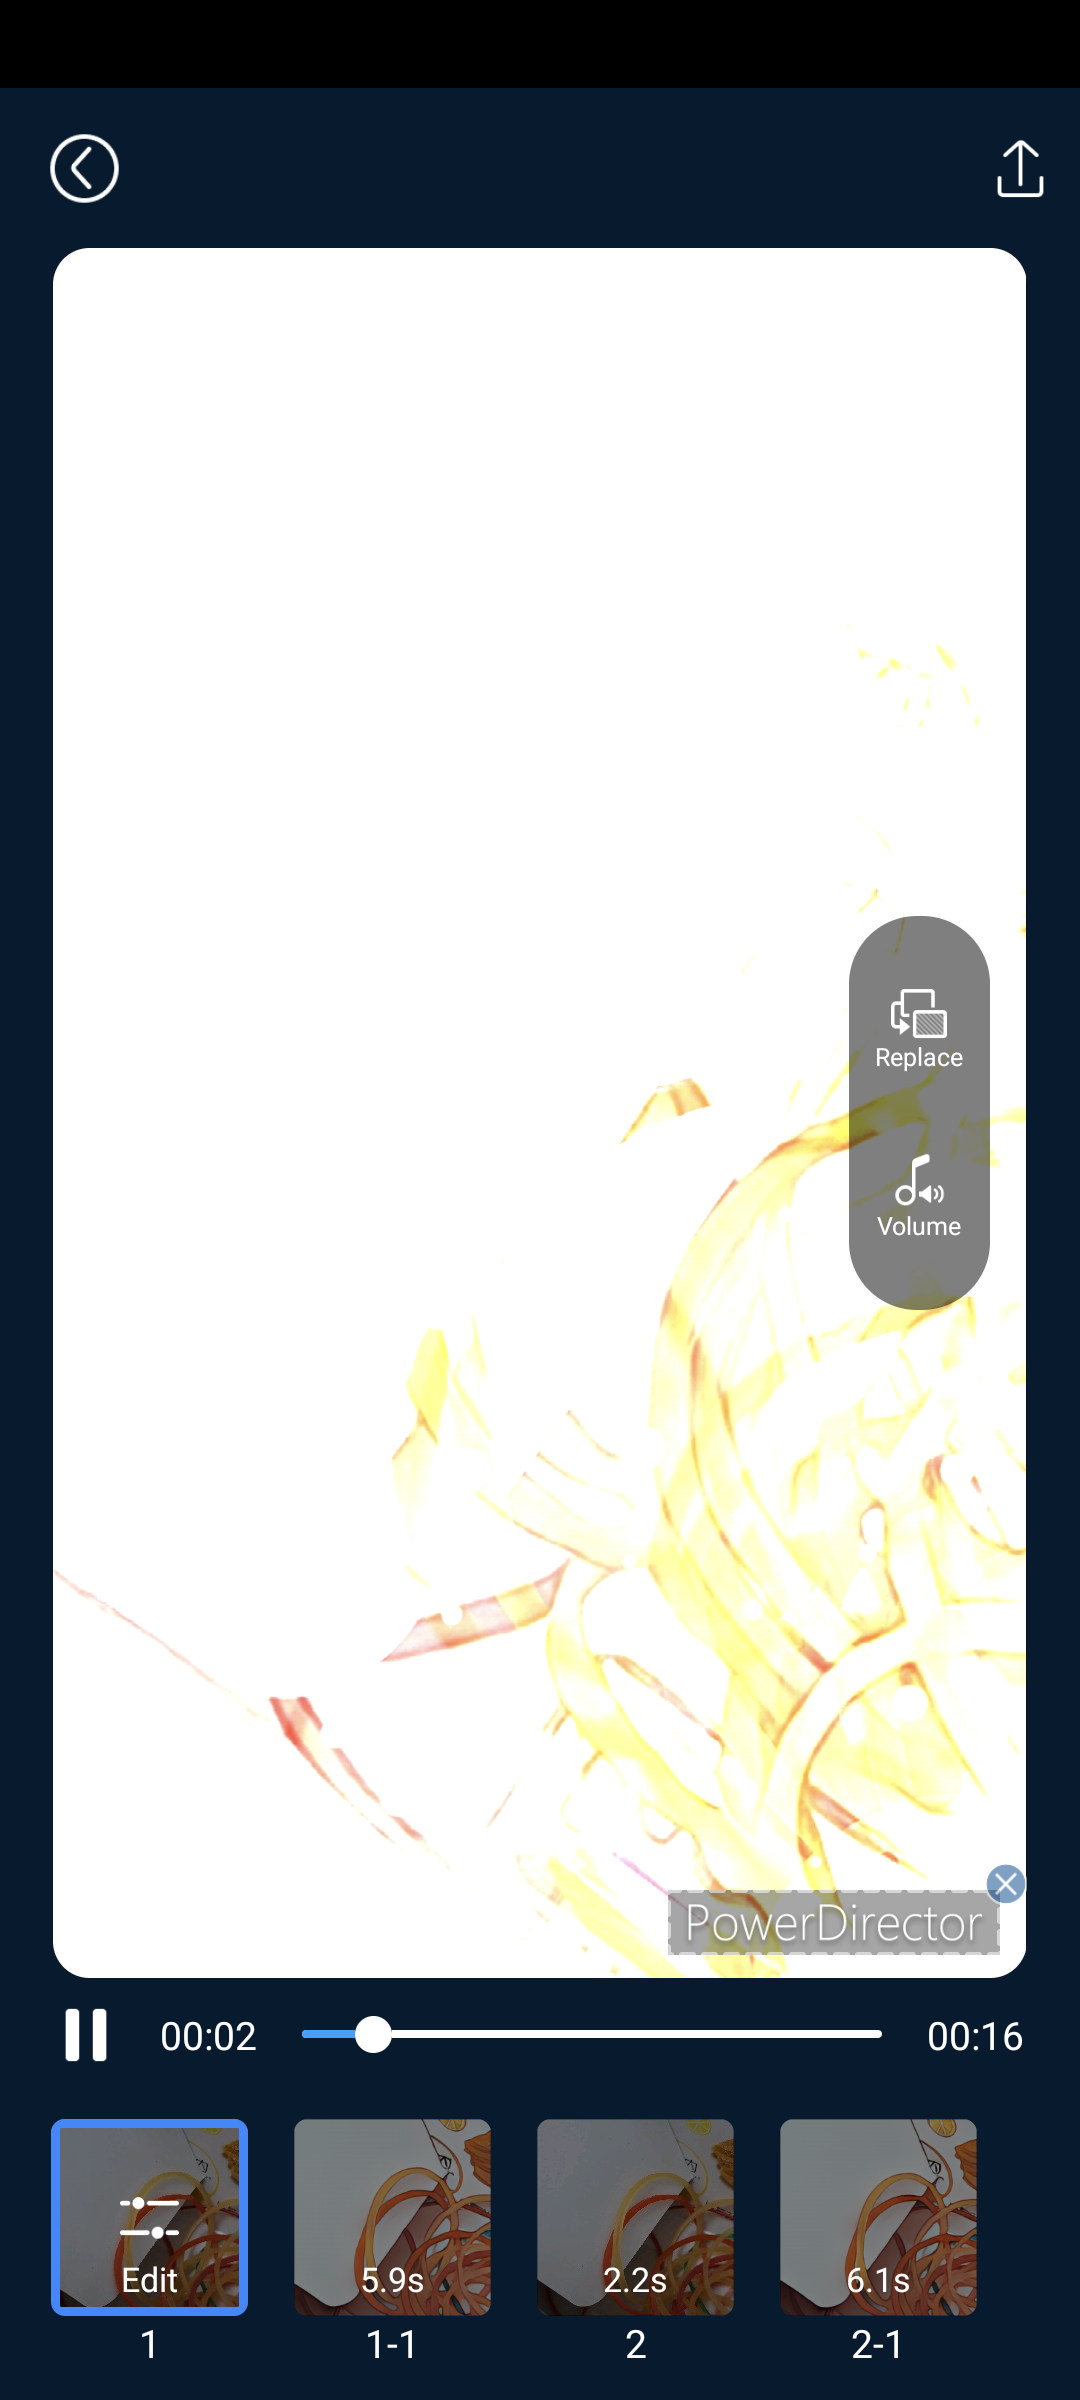 Replace
Volume
PowerDirector
00:02
00:16
Edit
5.9s
2.2s
6.1s
1
1-1
2
2-1